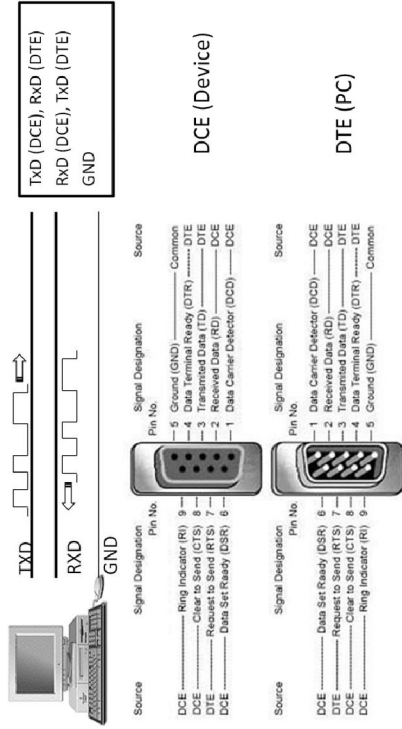 TXD
RXD
GND
TxD (DCE), RxD (DTE)
RxD (DCE), TxD (DTE)
GND
Source Signal Designation Pin No.
DCE Ring Indicator (RI) 9
DCE Clear to Send (CTS) 8
DTE Request to Send (RTS) 7
DCE Data Set Raady (DSR) 6
Pin No. Signal Designation Source
5 Ground (GND) Common
4 Data Terminal Ready (DTR) DTE
3 Transmited Data (TD) DTE
2 Received Data (RD) DCE
1 Data Carrier Detector (DCD) DCE
DCE (Device)
Source Signal Designation Pin No.
DCE Data Set Raady (DSR) 6
DTE Request to Send (RTS) 7
DCE Clear to Send (CTS) 8
DCE Ring Indicator (RI) 9
Pin No. Signal Designation Source
1 Data Carrier Detector (DCD) DCE
2 Received Data (RD) DCE
3 Transmited Data (TD) DTE
4 Data Terminal Ready (DTR) DTE
5 Ground (GND) Common
DTE (PC)